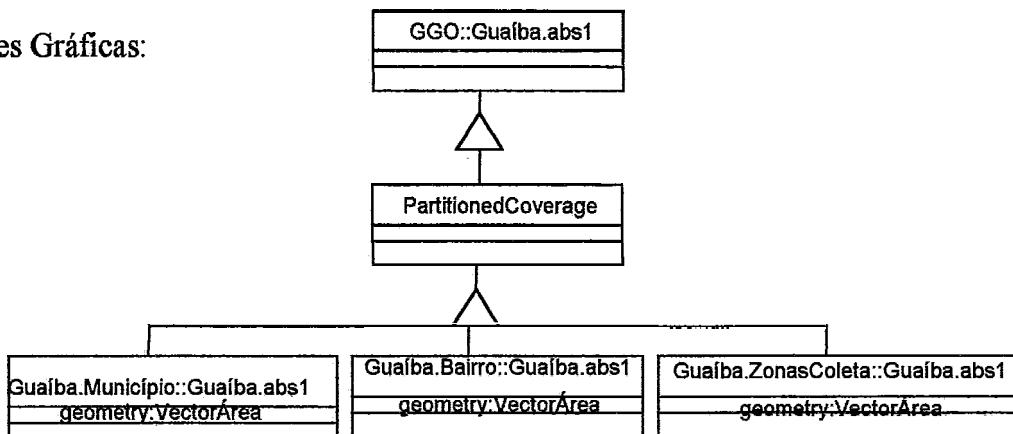 es Gráficas:
GGO::Guaíba.abs1
PartitionedCoverage
Guaíba.Município::Guaíba.abs1
geometry:VectorÁrea
Guaíba.Bairro::Guaíba.abs1
geometry:VectorÁrea
Guaíba.ZonasColeta::Guaíba.abs1
geometry:VectorÁrea